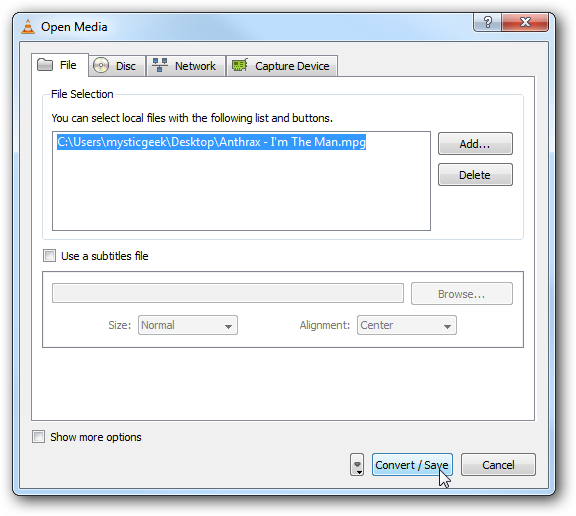 Open Media
File Disc Network Capture Device
File Selection
You can select local files with the following list and buttons.
C:\Users\mysticgeek\Desktop\Anthrax - I'm The Man.mpg
Add...
Delete
Use a subtitles file
Browse...
Size: Normal Alignment: Center
Show more options
Convert / Save Cancel